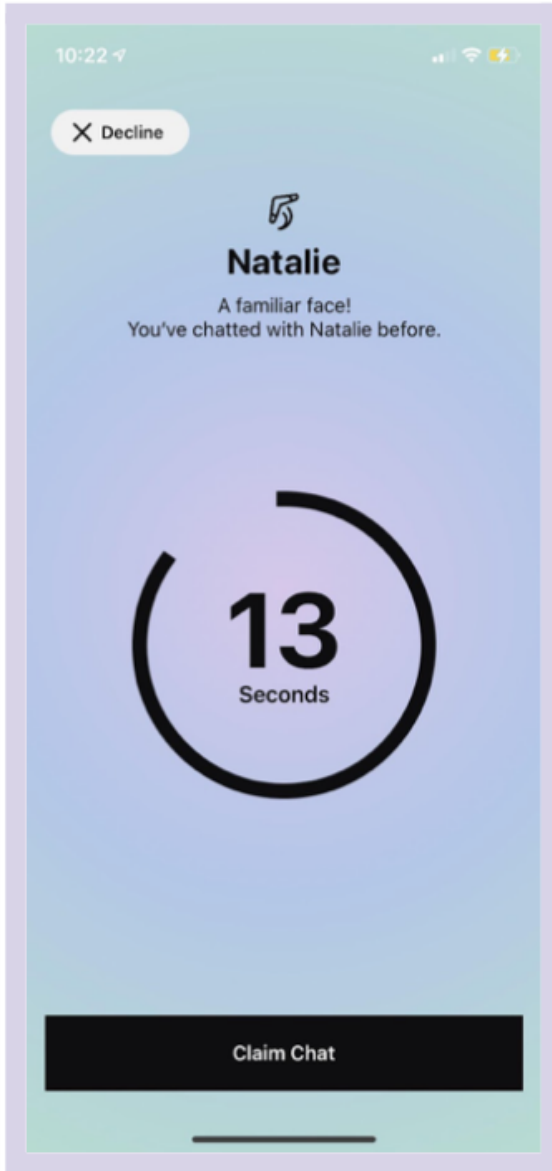 10:22
Decline
Natalie
A familiar face!
You've chatted with Natalie before.
13
Seconds
Claim Chat